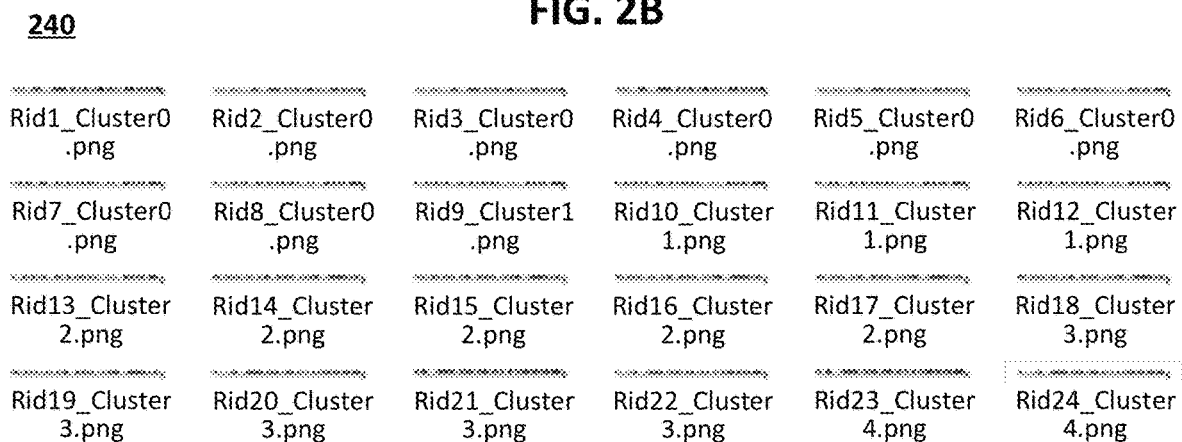 FIG. 2B
240
Rid1_Cluster0 Rid2_Cluster0 Rid3_Cluster0 Rid4_Cluster0 Rid5_Cluster0 Rid6_Cluster0
.png .png .png .png .png .png
Rid7_Cluster0 Rid8_Cluster0 Rid9_Cluster1 Rid10_Cluster Rid11_Cluster Rid12_Cluster
.png .png .png 1.png 1.png 1.png
Rid13_Cluster Rid14_Cluster Rid15_Cluster Rid16_Cluster Rid17_Cluster Rid18_Cluster
2.png 2.png 2.png 2.png 2.png 3.png
Rid19_Cluster Rid20_Cluster Rid21_Cluster Rid22_Cluster Rid23_Cluster Rid24_Cluster
3.png 3.png 3.png 3.png 4.png 4.png